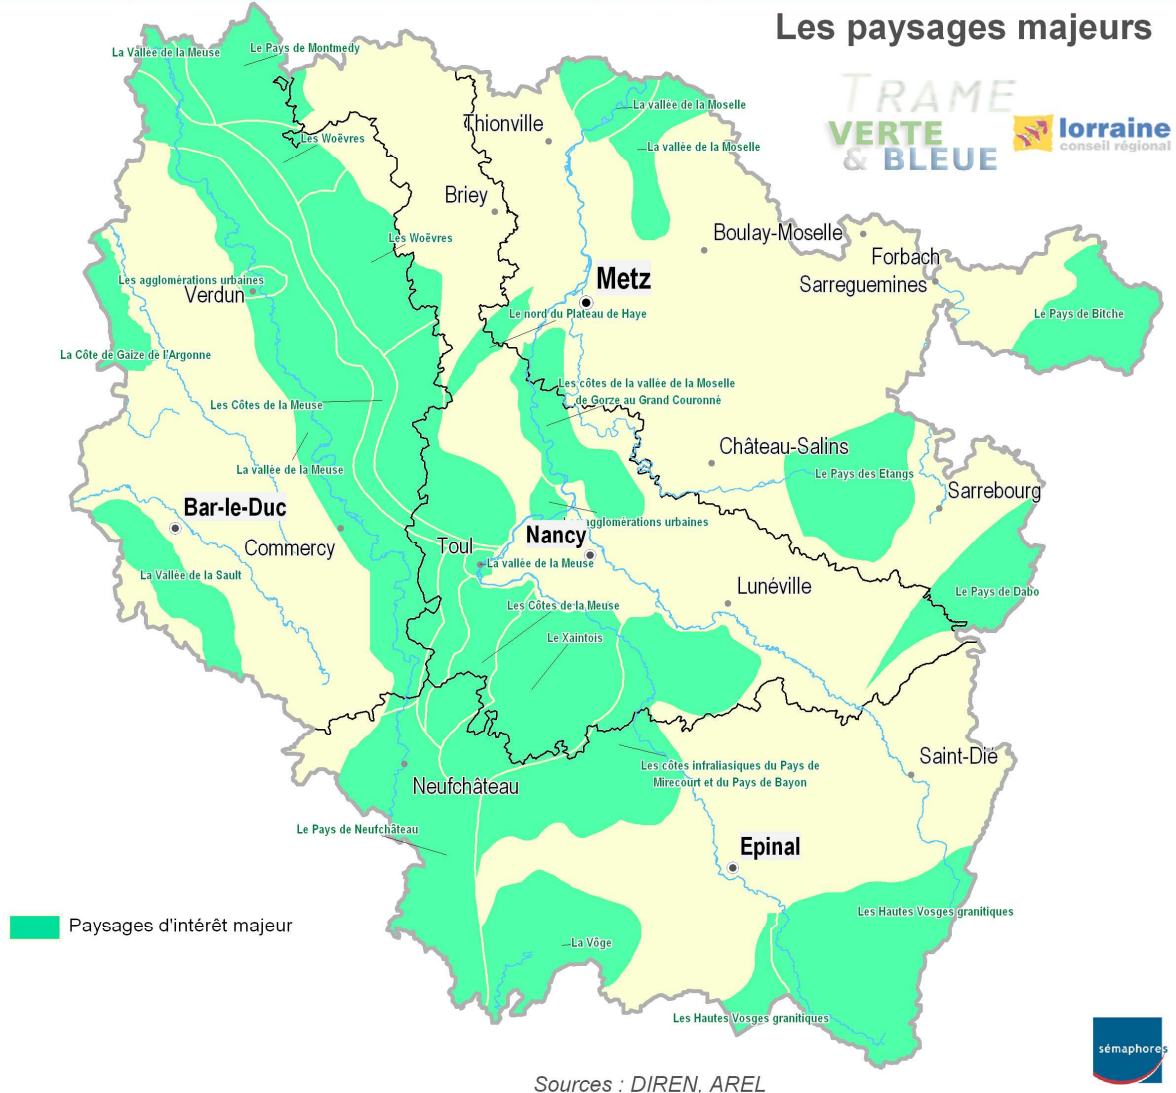 Les paysages majeurs
TRAME
VERTE
& BLEUE
lorraine
conseil régional
La Vallée de la Meuse
Le Pays de Montmedy
La vallée de la Moselle
Thionville
Les Woëvres
La vallée de la Moselle
Briey
Boulay-Moselle
Les Woëvres
Forbach
Metz
Les agglomérations urbaines
Sarreguemines
Verdun
Le nord du Plateau de Haye
Le Pays de Bitche
La Côte de Gaize de l'Argonne
Les côtes de la vallée de la Moselle
de Gorze au Grand Couronné
Les Côtes de la Meuse
Château-Salins
La vallée de la Meuse
Le Pays des Etangs
Sarrebourg
Bar-le-Duc
agglomérations urbaines
Nancy
Commercy
Toul
La vallée de la Meuse
La Vallée de la Sault
Lunéville
Le Pays de Dabo
Les Côtes de la Meuse
Le Xaintois
Saint-Dié
Les côtes infraliasiques du Pays de
Mirecourt et du Pays de Bayon
Neufchâteau
Le Pays de Neufchâteau
Epinal
Les Hautes Vosges granitiques
Paysages d'intérêt majeur
La Vôge
Les Hautes Vosges granitiques
sémaphores
Sources : DIREN, AREL